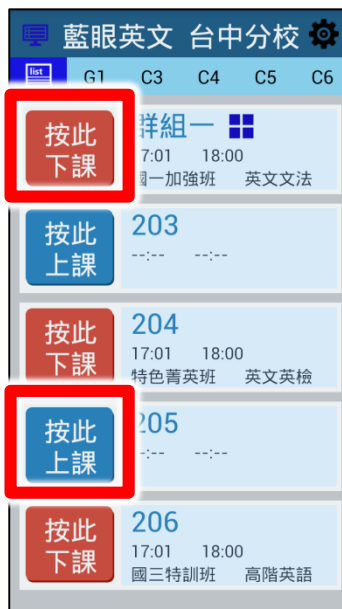 藍眼英文 台中分校
list G1 C3 C4 C5 C6
按此下課
群組一
7:01 18:00
國一加強班 英文文法
按此上課
203
--:-- --:--
按此下課
204
17:01 18:00
特色菁英班 英文英檢
按此上課
205
-:-- --:--
按此下課
206
17:01 18:00
國三特訓班 高階英語